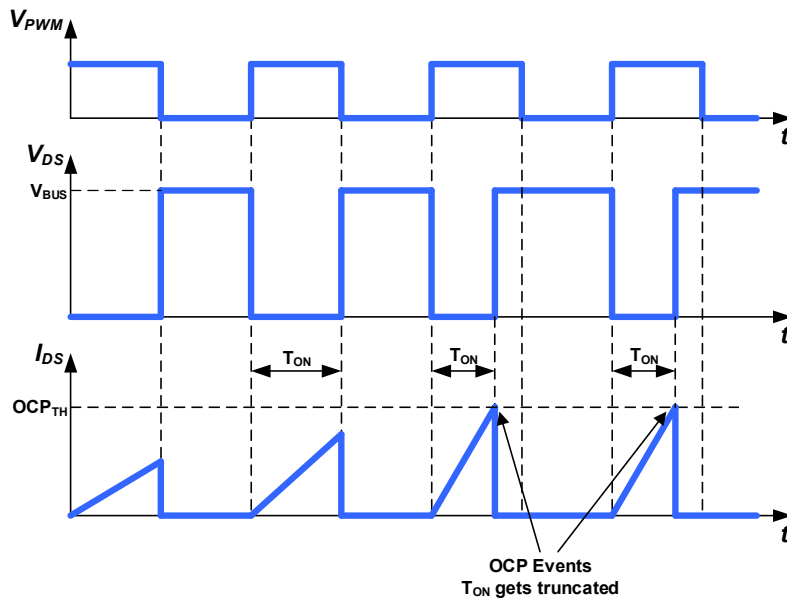 VPWM
t
VDS
VBUS
t
IDS
TON
TON
TON
OCPTH
t
OCP Events
TON gets truncated